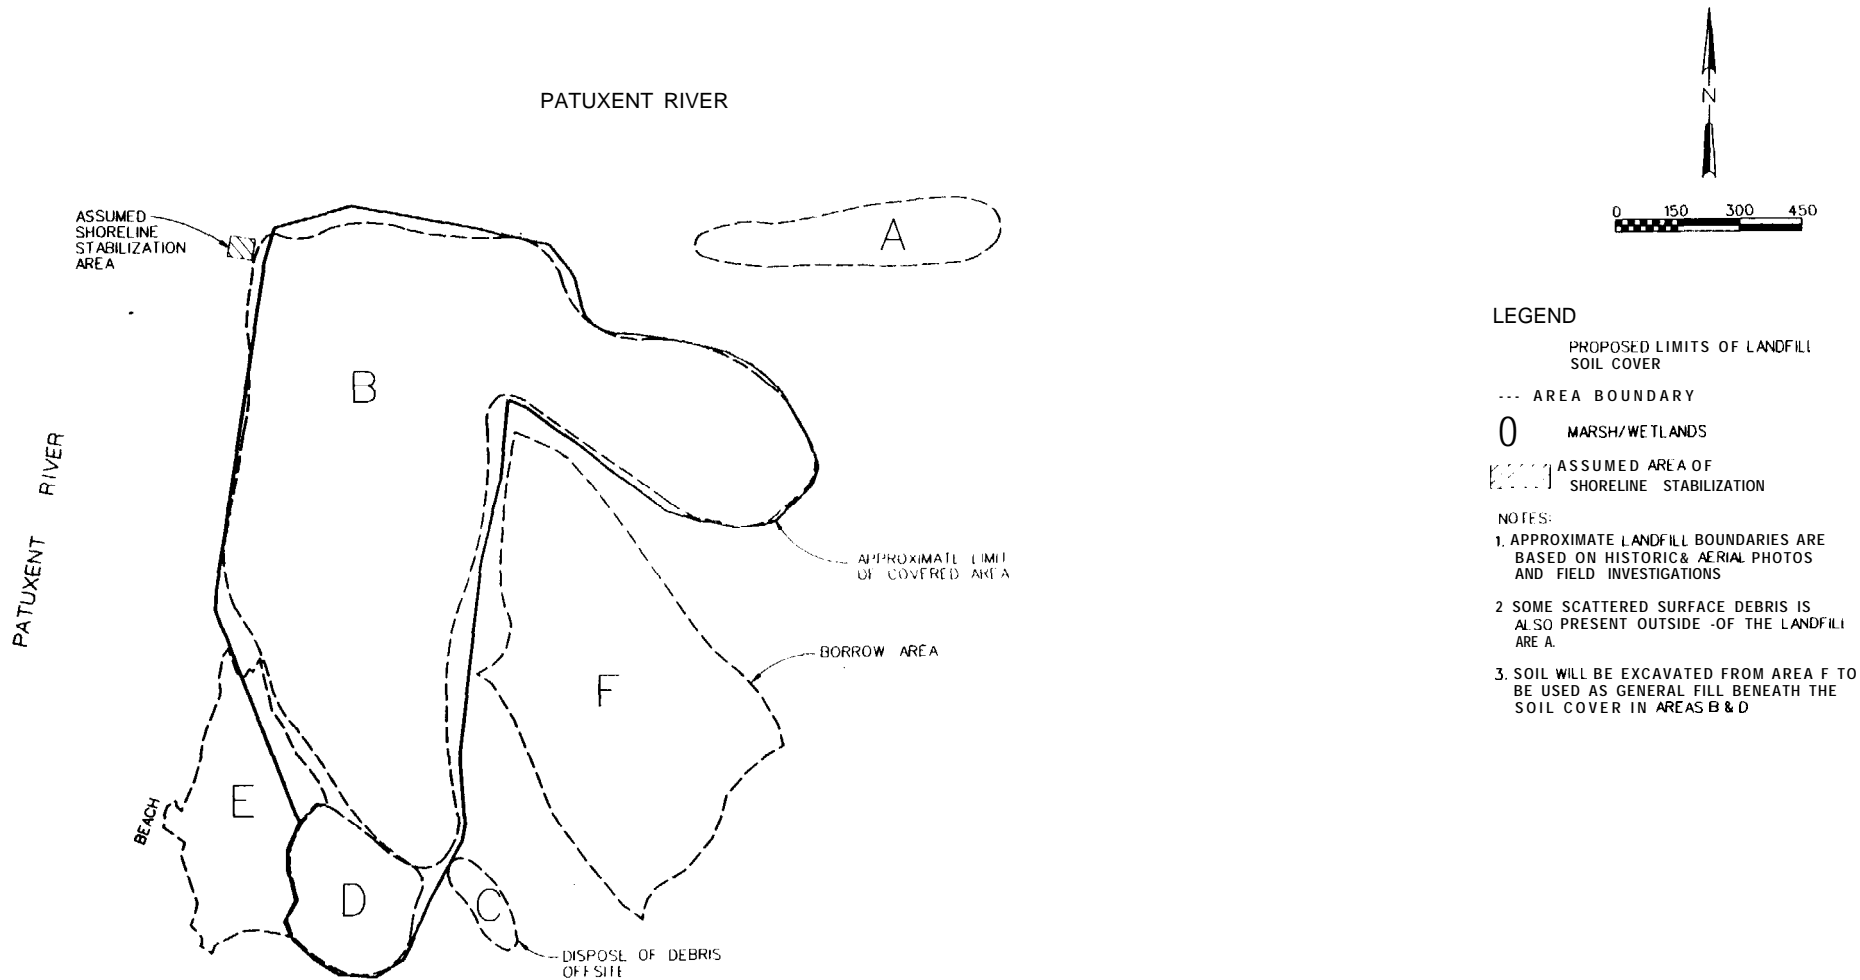 PATUXENT RIVER
N
0 150 300 450
ASSUMED
SHORELINE
STABILIZATION
AREA
A
B
PATUXENT RIVER
APPROXIMATE LIMIT
OF COVERED AREA
BORROW AREA
F
E
BEACH
D
C
DISPOSE OF DEBRIS
OFFSITE
LEGEND
PROPOSED LIMITS OF LANDFILL
SOIL COVER
--- AREA BOUNDARY
0 MARSH/WETLANDS
ASSUMED AREA OF
SHORELINE STABILIZATION
NOTES:
1. APPROXIMATE LANDFILL BOUNDARIES ARE
BASED ON HISTORIC & AERIAL PHOTOS
AND FIELD INVESTIGATIONS
2 SOME SCATTERED SURFACE DEBRIS IS
ALSO PRESENT OUTSIDE -OF THE LANDFILL
ARE A.
3. SOIL WILL BE EXCAVATED FROM AREA F TO
BE USED AS GENERAL FILL BENEATH THE
SOIL COVER IN AREAS B & D